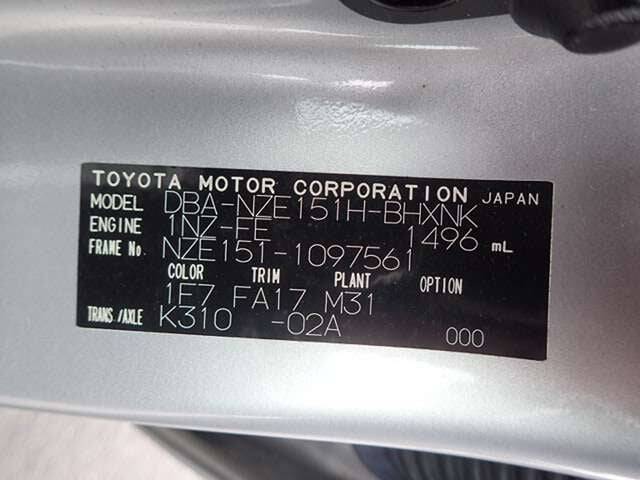 TOYOTA MOTOR CORPORATION JAPAN
MODEL DBA-NZE151H-BHXNK
ENGINE 1NZ-FE 1496 mL
FRAME No NZE151-1097561
COLOR TRIM PLANT OPTION
1F7 FA17 M31
TRANS/AXLE K310 -02A 000